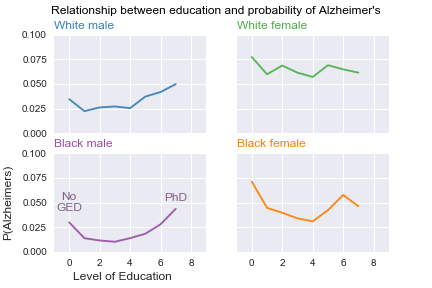 Relationship between education and probability of Alzheimer's
White male
White female
0.100
0.075
0.050
0.025
0.000
Black male
Black female
0.100
0.075
0.050
0.025
0.000
No
GED
PhD
P(Alzheimers)
0 2 4 6 8
0 2 4 6 8
Level of Education